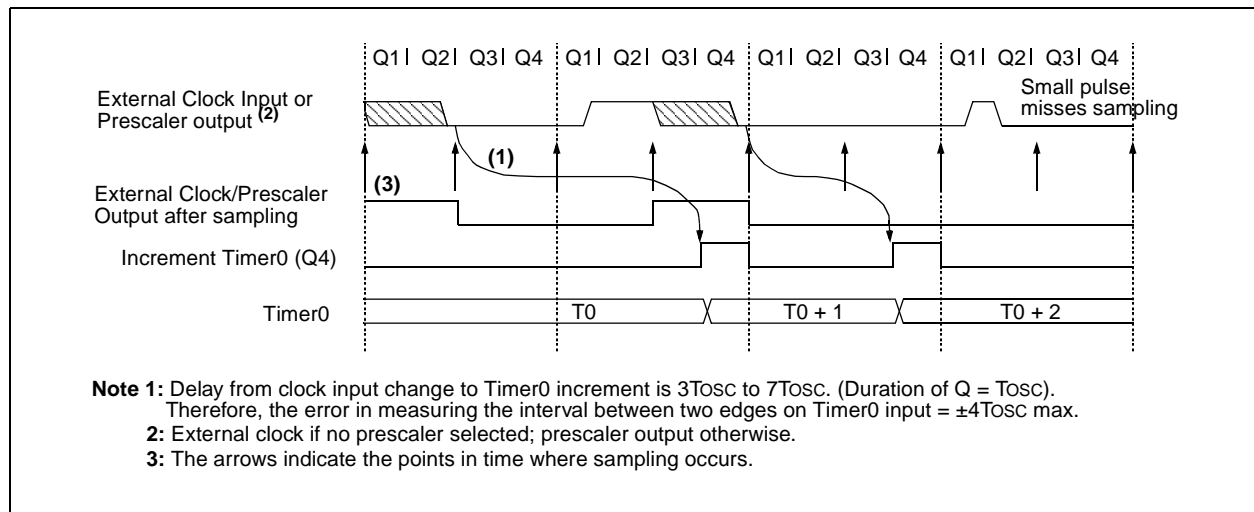 Q1 | Q2 | Q3 | Q4 Q1 | Q2 | Q3 | Q4 Q1 | Q2 | Q3 | Q4 Q1 | Q2 | Q3 | Q4
External Clock Input or
Prescaler output (2)
Small pulse
misses sampling
(1)
(3)
External Clock/Prescaler
Output after sampling
Increment Timer0 (Q4)
Timer0
T0
T0 + 1
T0 + 2
Note 1: Delay from clock input change to Timer0 increment is 3TOSC to 7TOSC. (Duration of Q = TOSC).
Therefore, the error in measuring the interval between two edges on Timer0 input = ±4TOSC max.
2: External clock if no prescaler selected; prescaler output otherwise.
3: The arrows indicate the points in time where sampling occurs.